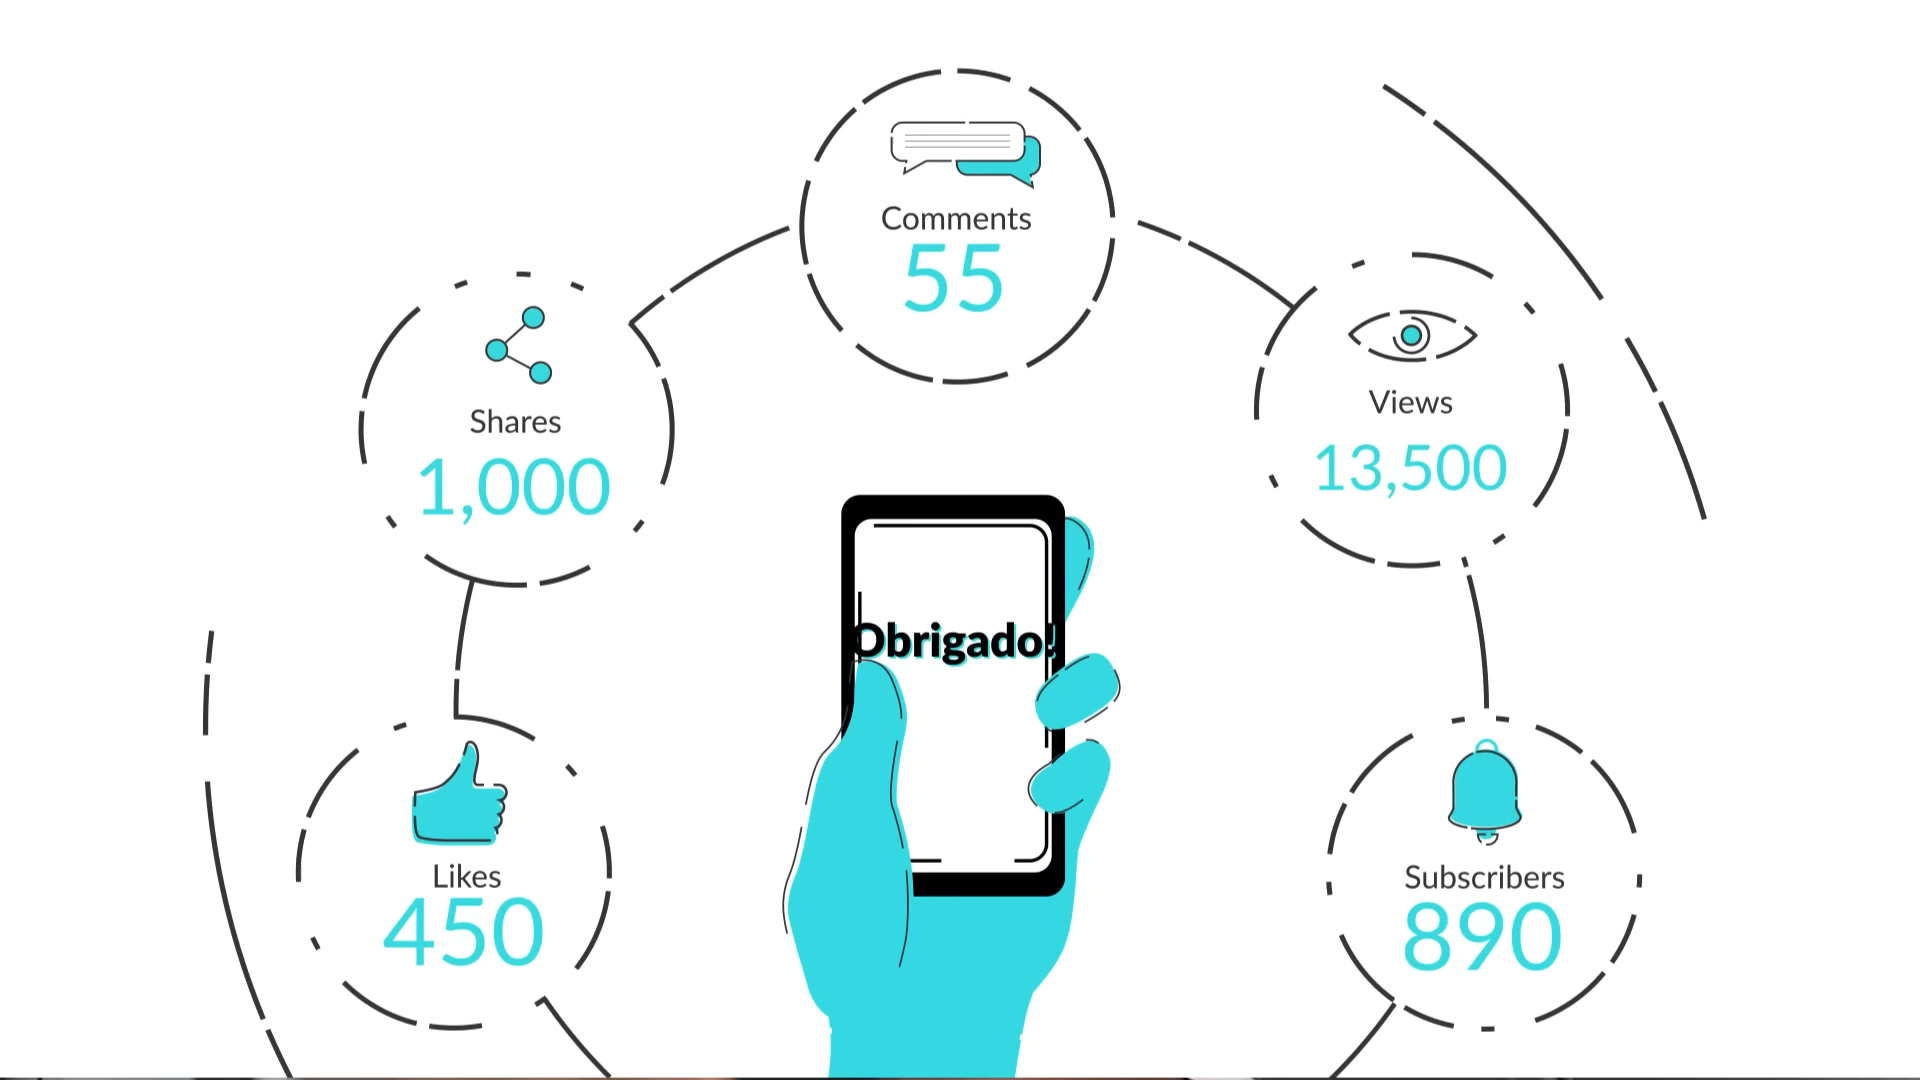 Comments
55
Shares
1,000
Views
13,500
Obrigado!
Likes
450
Subscribers
890